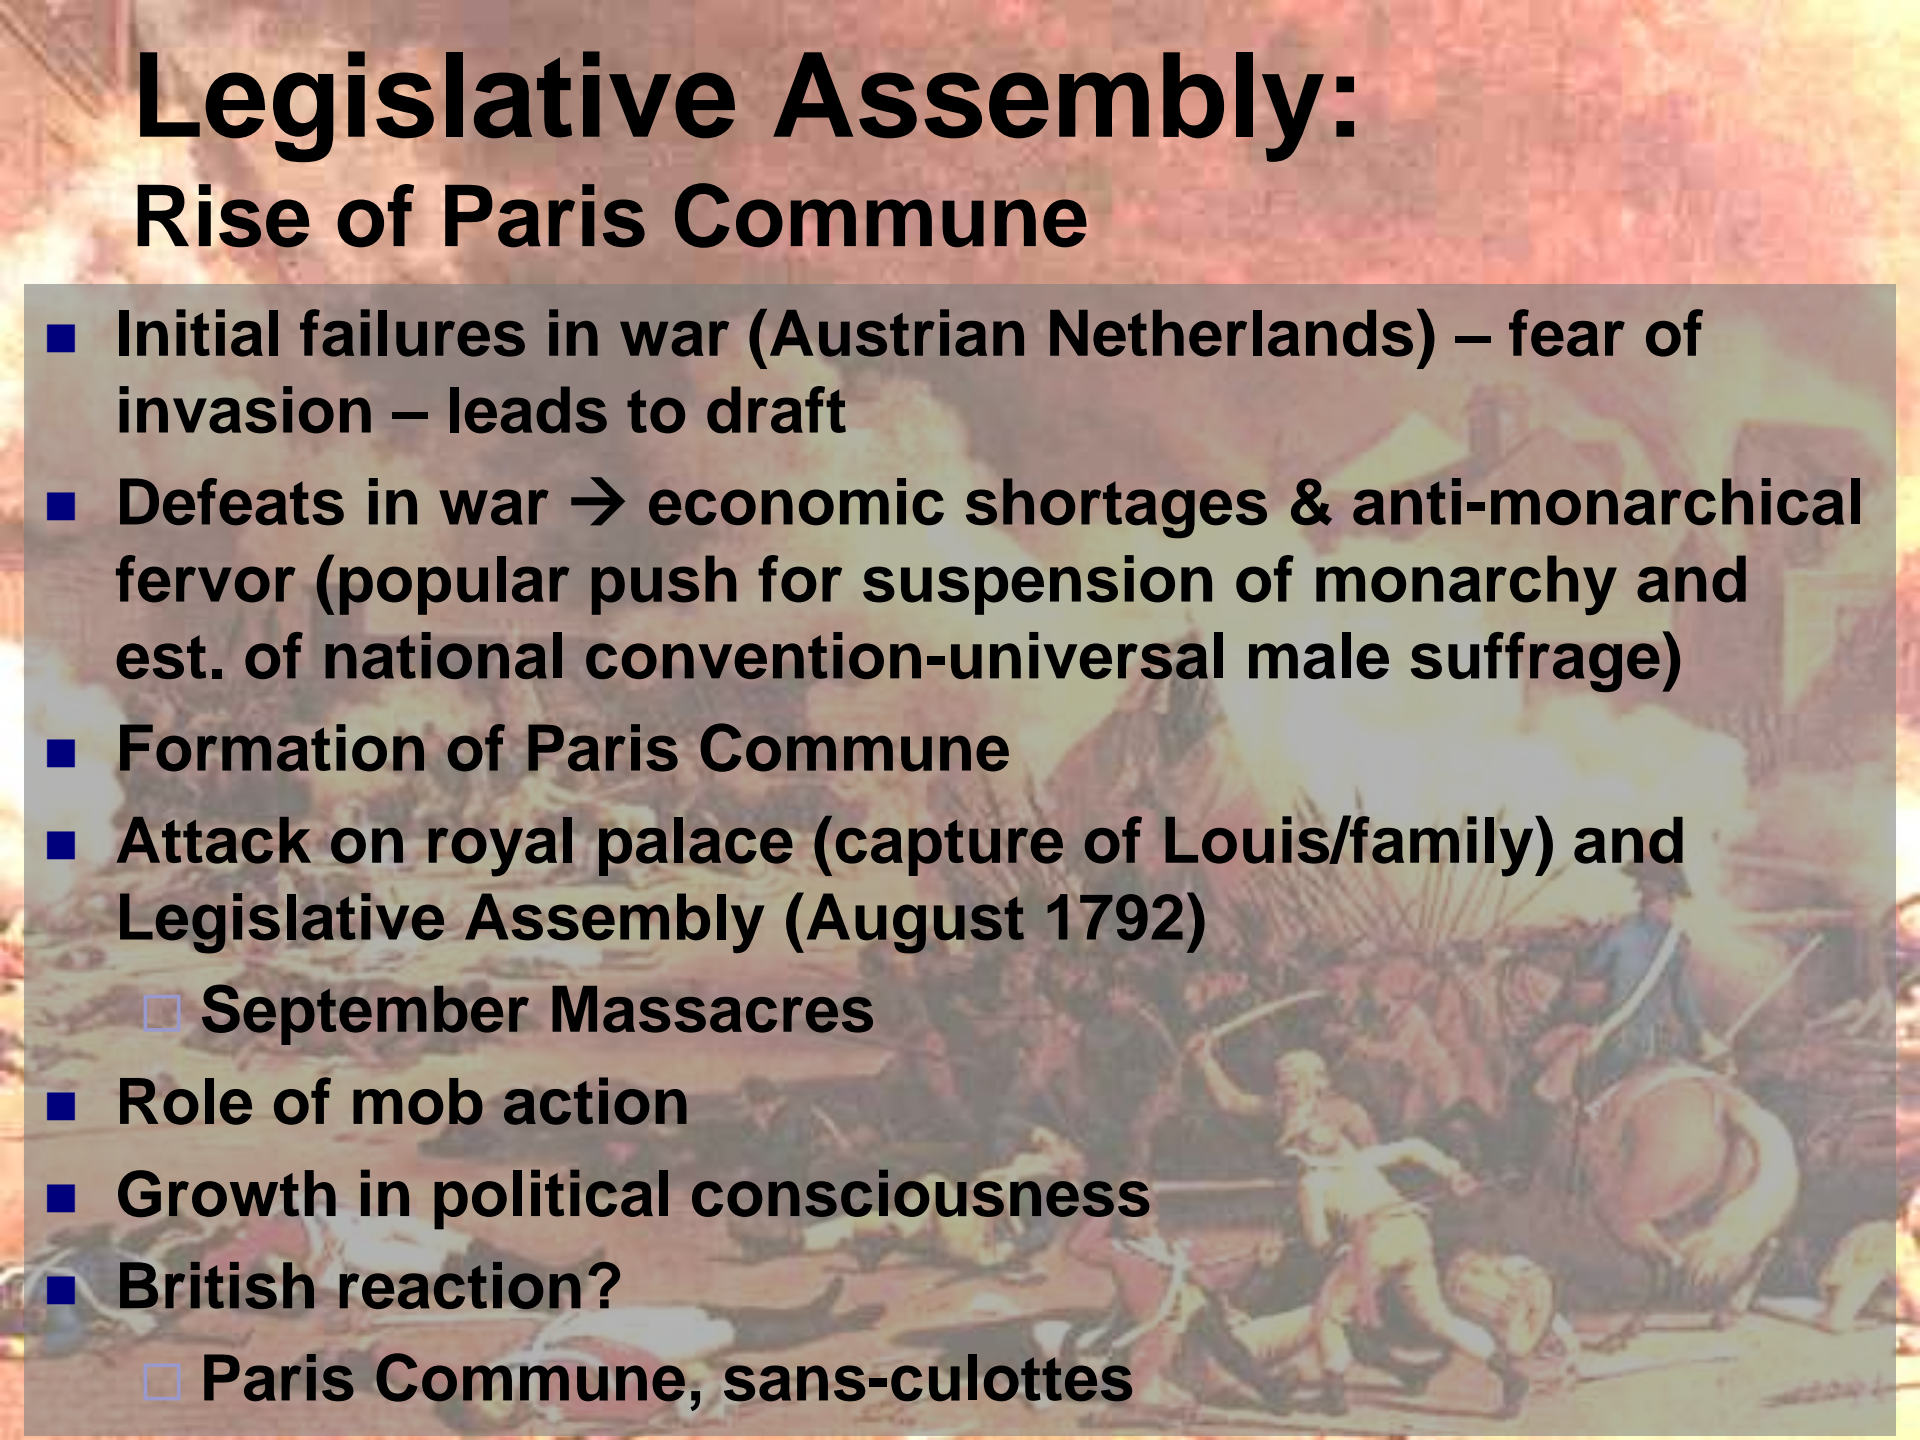 Legislative Assembly:
Rise of Paris Commune
■ Initial failures in war (Austrian Netherlands) – fear of
invasion – leads to draft
■ Defeats in war → economic shortages & anti-monarchical
fervor (popular push for suspension of monarchy and
est. of national convention-universal male suffrage)
■ Formation of Paris Commune
■ Attack on royal palace (capture of Louis/family) and
Legislative Assembly (August 1792)
□ September Massacres
■ Role of mob action
■ Growth in political consciousness
■ British reaction?
□ Paris Commune, sans-culottes